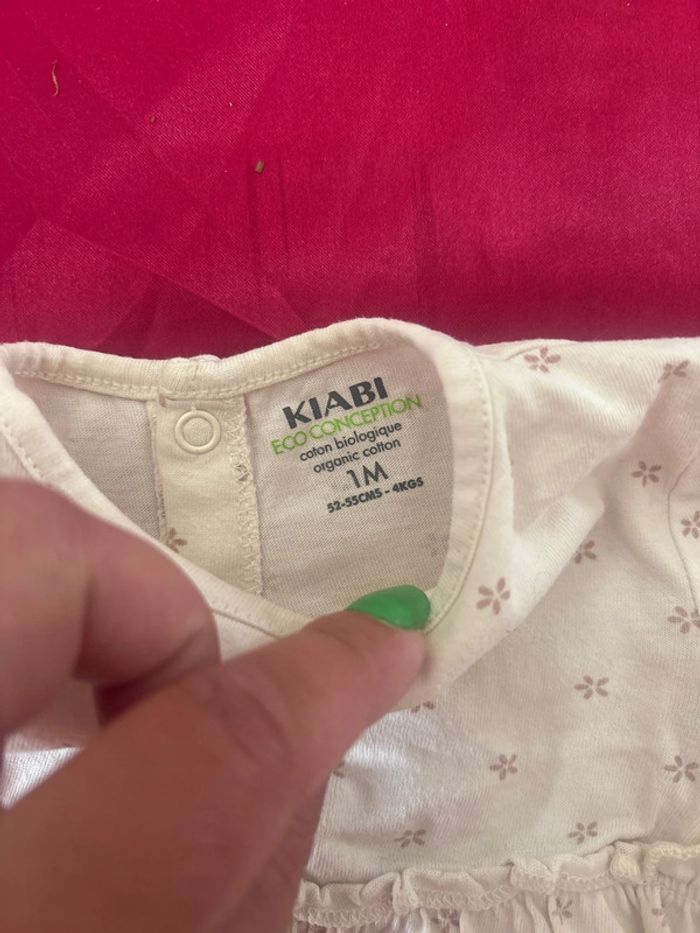 KIABI
ECO CONCEPTION
coton biologique
organic cotton
1M
52-55CMS - 4KGS